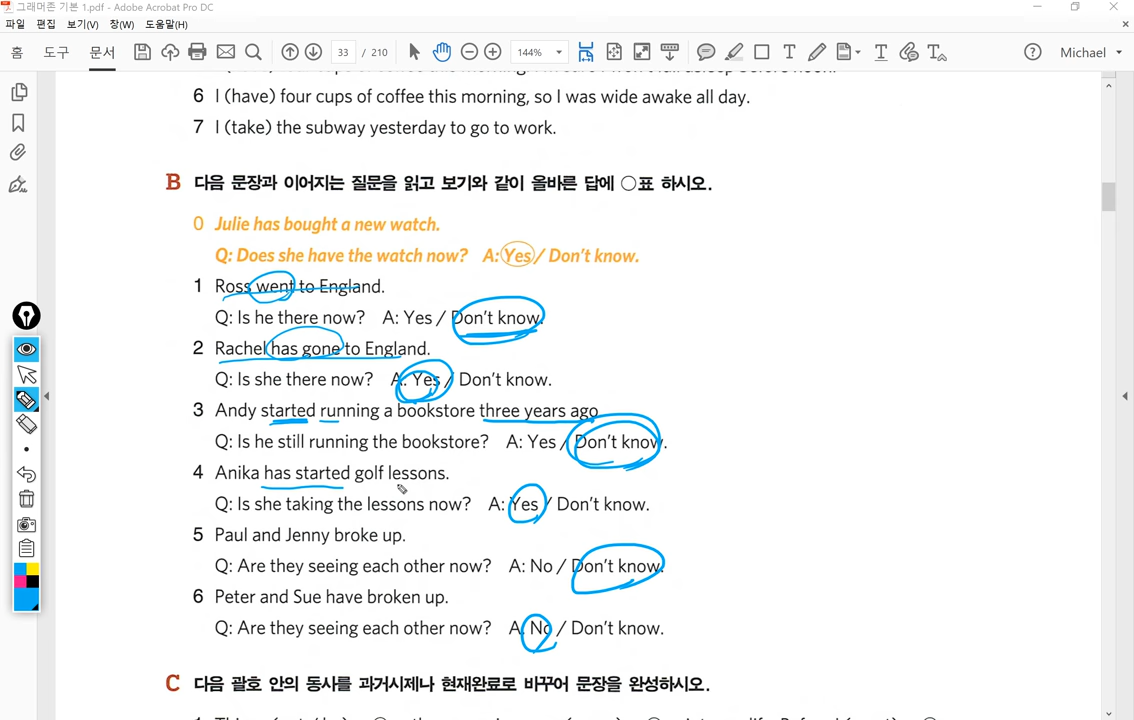 그래머존 기본 1.pdf - Adobe Acrobat Pro DC
파일 편집 보기(V) 창(W) 도움말(H)
홈 도구 문서 33 / 210 144% Michael
6 I (have) four cups of coffee this morning, so I was wide awake all day.
7 I (take) the subway yesterday to go to work.
B 다음 문장과 이어지는 질문을 읽고 보기와 같이 올바른 답에 ○표 하시오.
0 Julie has bought a new watch.
Q: Does she have the watch now? A: Yes / Don't know.
1 Ross went to England.
Q: Is he there now? A: Yes / Don't know.
2 Rachel has gone to England.
Q: Is she there now? A: Yes / Don't know.
3 Andy started running a bookstore three years ago.
Q: Is he still running the bookstore? A: Yes / Don't know.
4 Anika has started golf lessons.
Q: Is she taking the lessons now? A: Yes / Don't know.
5 Paul and Jenny broke up.
Q: Are they seeing each other now? A: No / Don't know.
6 Peter and Sue have broken up.
Q: Are they seeing each other now? A: No / Don't know.
C 다음 괄호 안의 동사를 과거시제나 현재완료로 바꾸어 문장을 완성하시오.